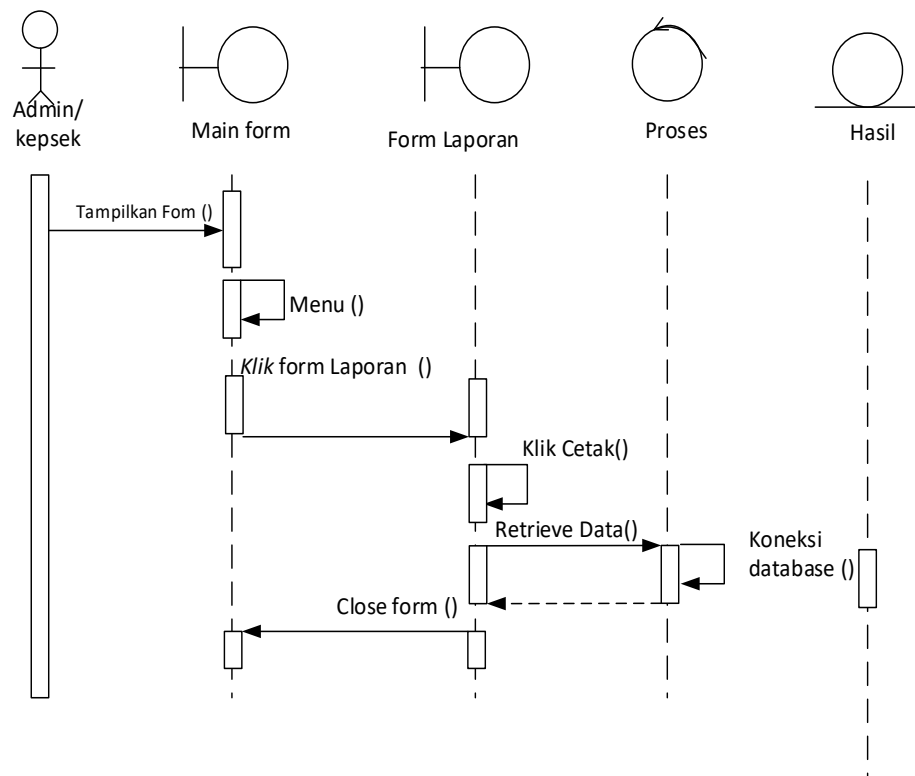 Admin/
kepsek
Main form
Form Laporan
Proses
Hasil
Tampilkan Fom ()
Menu ()
Klik form Laporan ()
Klik Cetak()
Retrieve Data()
Koneksi
database ()
Close form ()